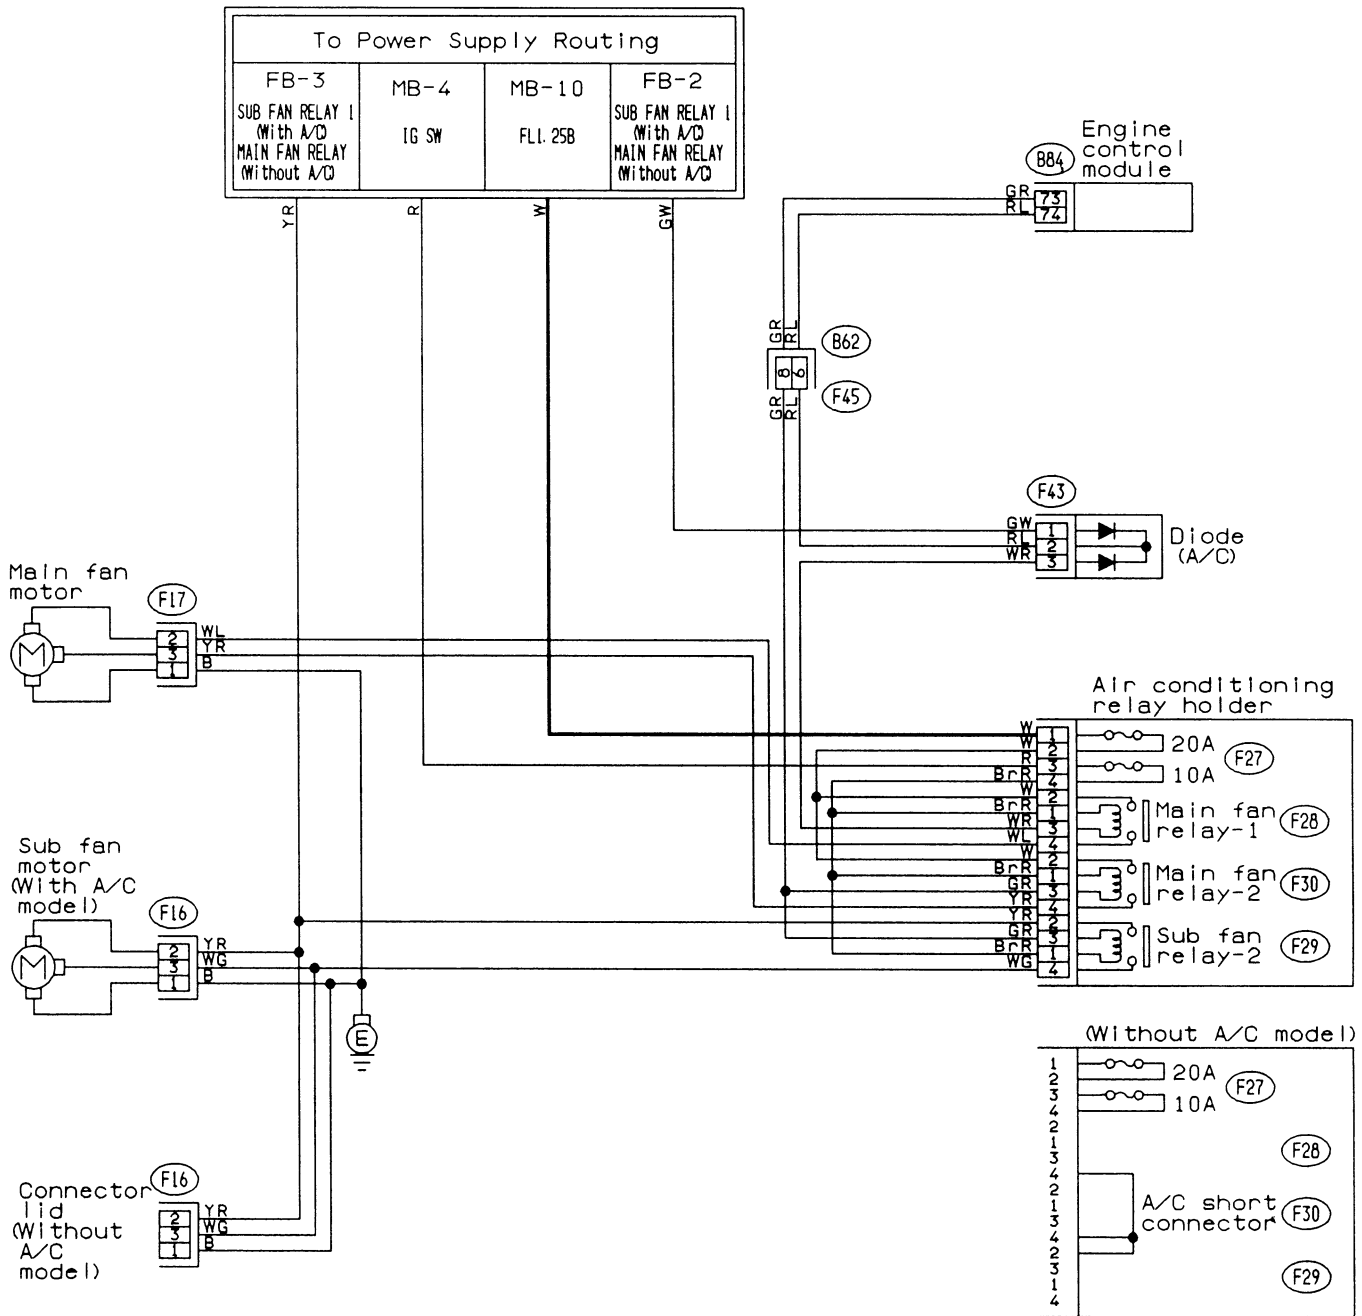 To Power Supply Routing
FB-3
SUB FAN RELAY 1
(With A/C)
MAIN FAN RELAY
(Without A/C)
MB-4
IG SW
MB-10
FL1. 25B
FB-2
SUB FAN RELAY 1
(With A/C)
MAIN FAN RELAY
(Without A/C)
YR
R
W
GW
B84
Engine
control
module
GR 73
RL 74
GR RL
B62
8 6
F45
GR RL
F43
GW 1
RL 2
WR 3
Diode
(A/C)
Main fan
motor
F17
M
2 WL
3 YR
1 B
Air conditioning
relay holder
W 1
W 2
R 3
BrR 4
20A
10A
F27
W 2
BrR 1
WR 3
WL 4
Main fan
relay-1
F28
W 2
BrR 1
GR 3
YR 4
Main fan
relay-2
F30
YR 2
GR 3
BrR 1
WG 4
Sub fan
relay-2
F29
Sub fan
motor
(With A/C
model)
F16
M
2 YR
3 WG
1 B
E
Connector
lid
(Without
A/C
model)
F16
2 YR
3 WG
1 B
(Without A/C model)
1
2
3
4
20A
10A
F27
2
1
3
4
F28
2
1
3
4
A/C short
connector
F30
2
3
1
4
F29